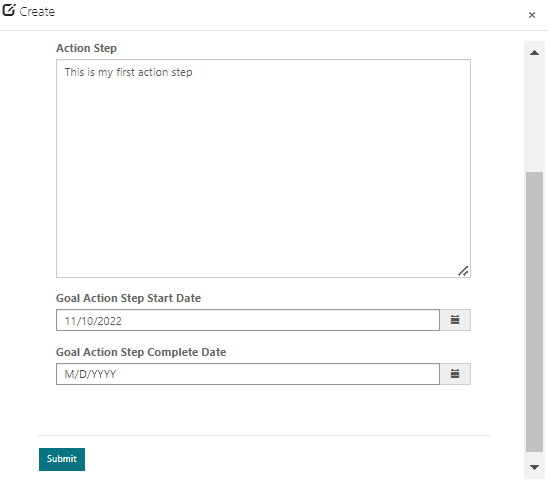 Create
×
Action Step
This is my first action step
Goal Action Step Start Date
11/10/2022
Goal Action Step Complete Date
M/D/YYYY
Submit